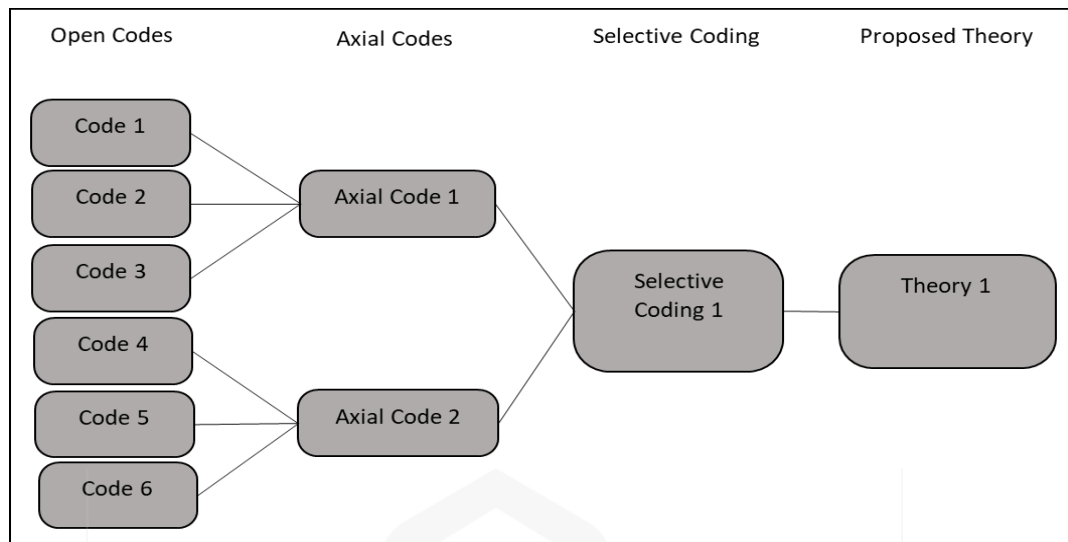 Open Codes
Axial Codes
Selective Coding
Proposed Theory
Code 1
Code 2
Code 3
Code 4
Code 5
Code 6
Axial Code 1
Axial Code 2
Selective
Coding 1
Theory 1